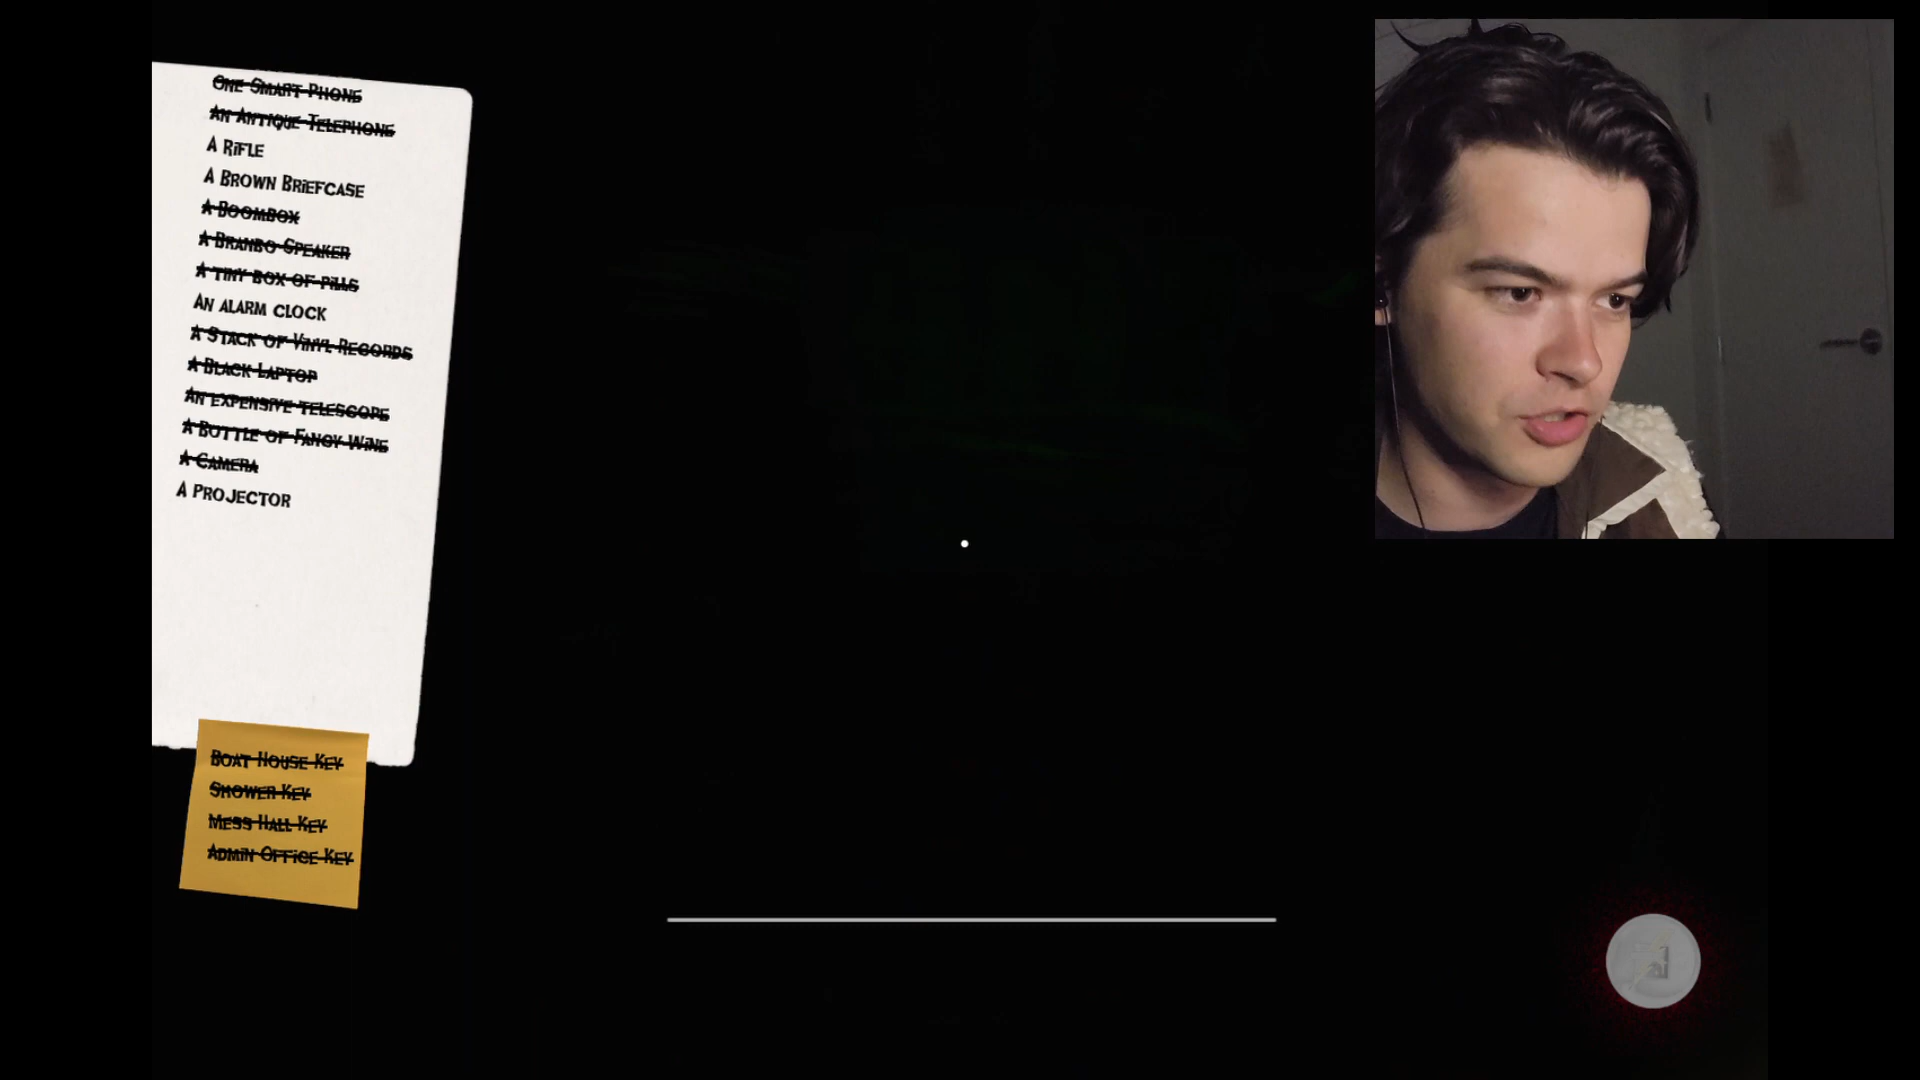 One Smart Phone
An Antique Telephone
A Rifle
A Brown Briefcase
A Boombox
A Branbo Speaker
A tiny box of pills
An alarm clock
A Stack of Vinyl Records
A Black Laptop
An expensive telescope
A Bottle of Fancy Wine
A Camera
A Projector
Boat House Key
Shower Key
Mess Hall Key
Admin Office Key